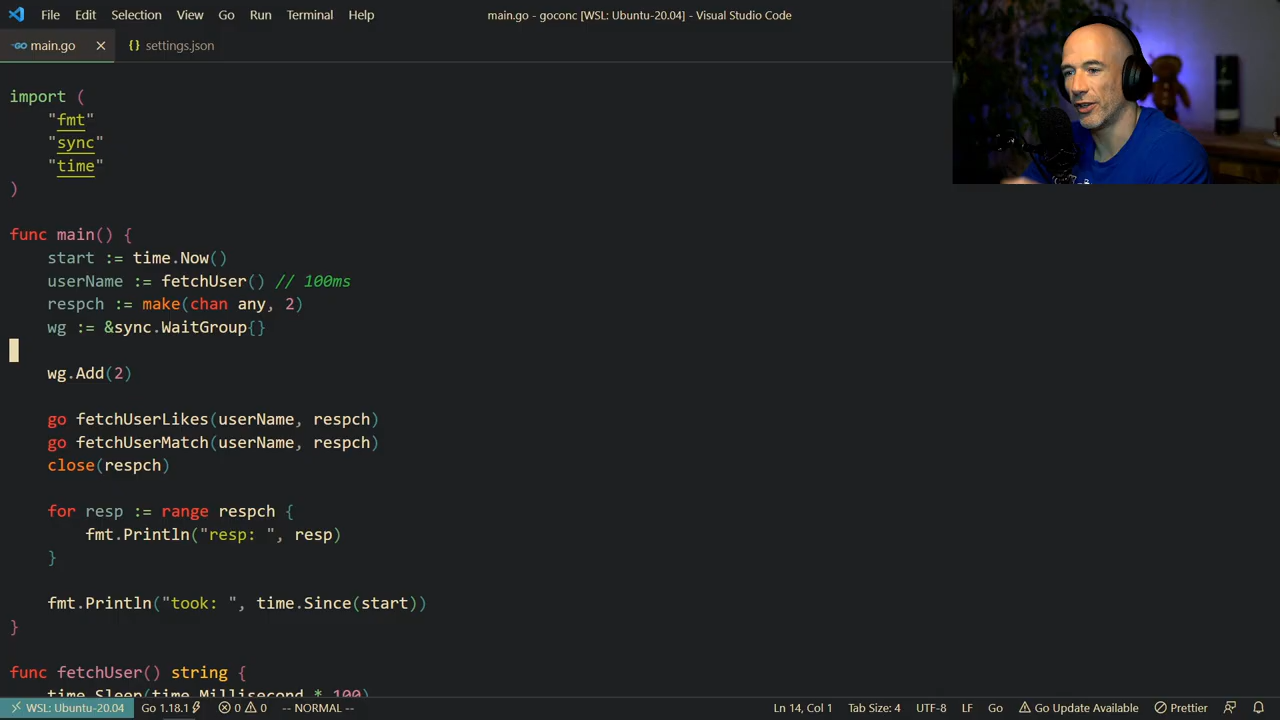 File Edit Selection View Go Run Terminal Help
main.go - goconc [WSL: Ubuntu-20.04] - Visual Studio Code
main.go
{} settings.json
import (
    "fmt"
    "sync"
    "time"
)
func main() {
    start := time.Now()
    userName := fetchUser() // 100ms
    respch := make(chan any, 2)
    wg := &sync.WaitGroup{}
    wg.Add(2)
    go fetchUserLikes(userName, respch)
    go fetchUserMatch(userName, respch)
    close(respch)
    for resp := range respch {
        fmt.Println("resp: ", resp)
    }
    fmt.Println("took: ", time.Since(start))
}
func fetchUser() string {
    time.Sleep(time.Millisecond * 100)
WSL: Ubuntu-20.04 Go 1.18.1 0 0 -- NORMAL -- Ln 14, Col 1 Tab Size: 4 UTF-8 LF Go Go Update Available Prettier